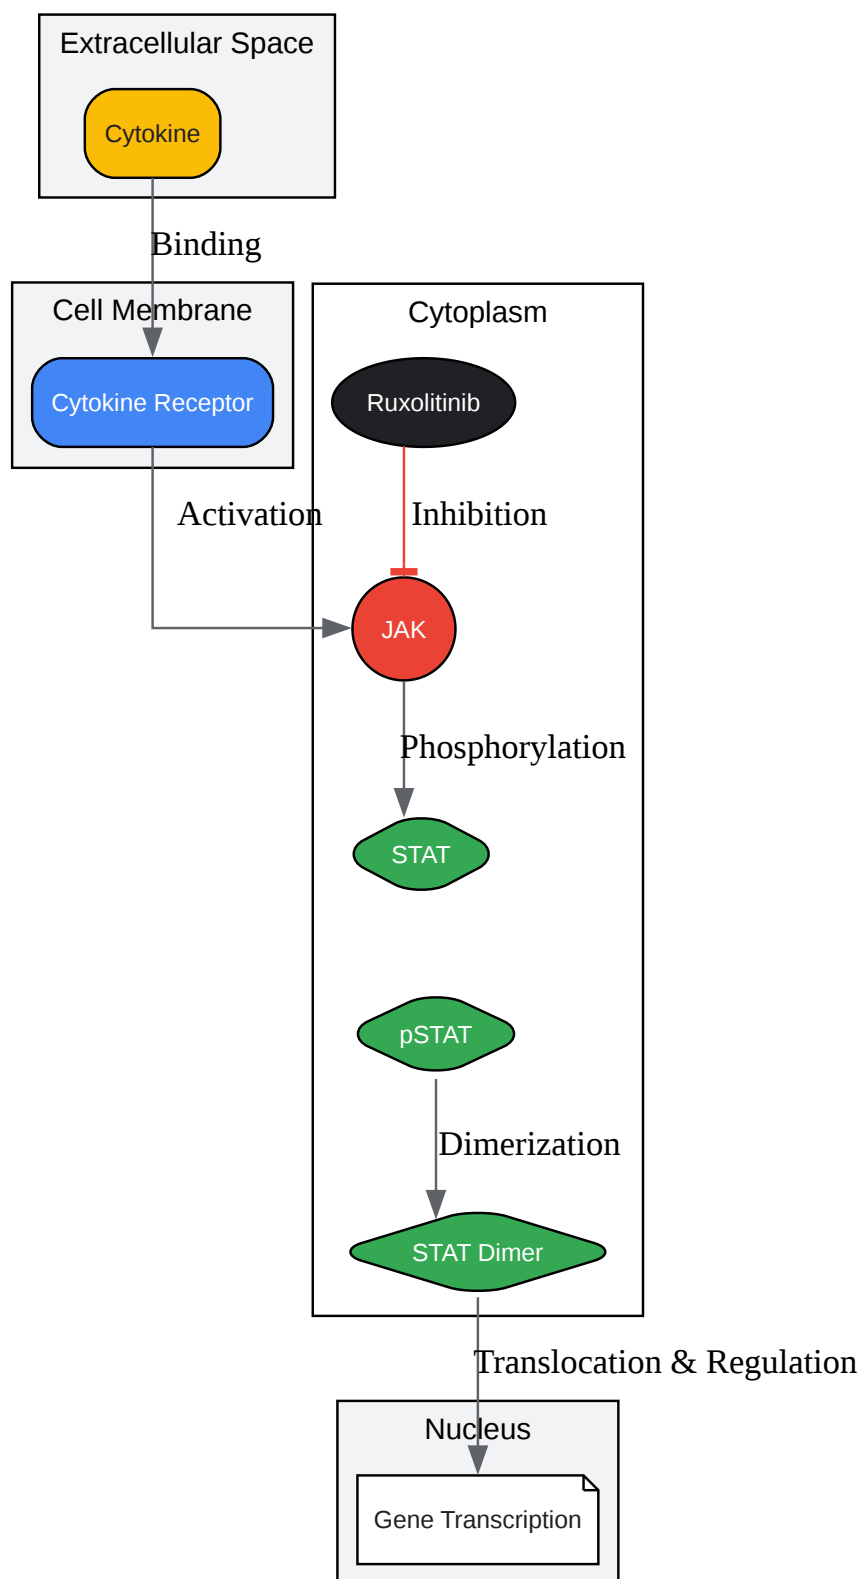 Extracellular Space
Cytokine
Binding
Cell Membrane
Cytokine Receptor
Cytoplasm
Ruxolitinib
Activation
Inhibition
JAK
Phosphorylation
STAT
pSTAT
Dimerization
STAT Dimer
Translocation & Regulation
Nucleus
Gene Transcription